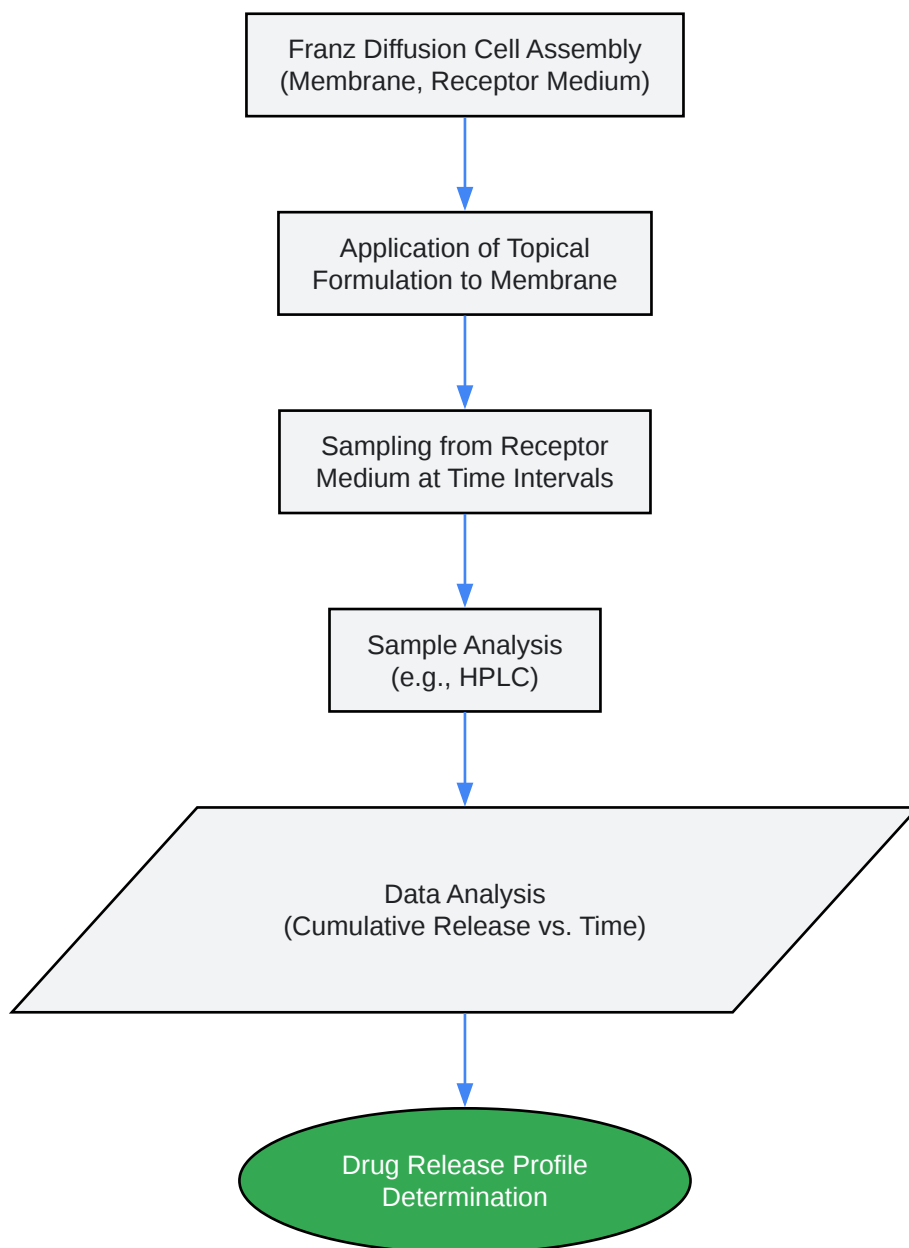 Franz Diffusion Cell Assembly
(Membrane, Receptor Medium)
Application of Topical
Formulation to Membrane
Sampling from Receptor
Medium at Time Intervals
Sample Analysis
(e.g., HPLC)
Data Analysis
(Cumulative Release vs. Time)
Drug Release Profile
Determination